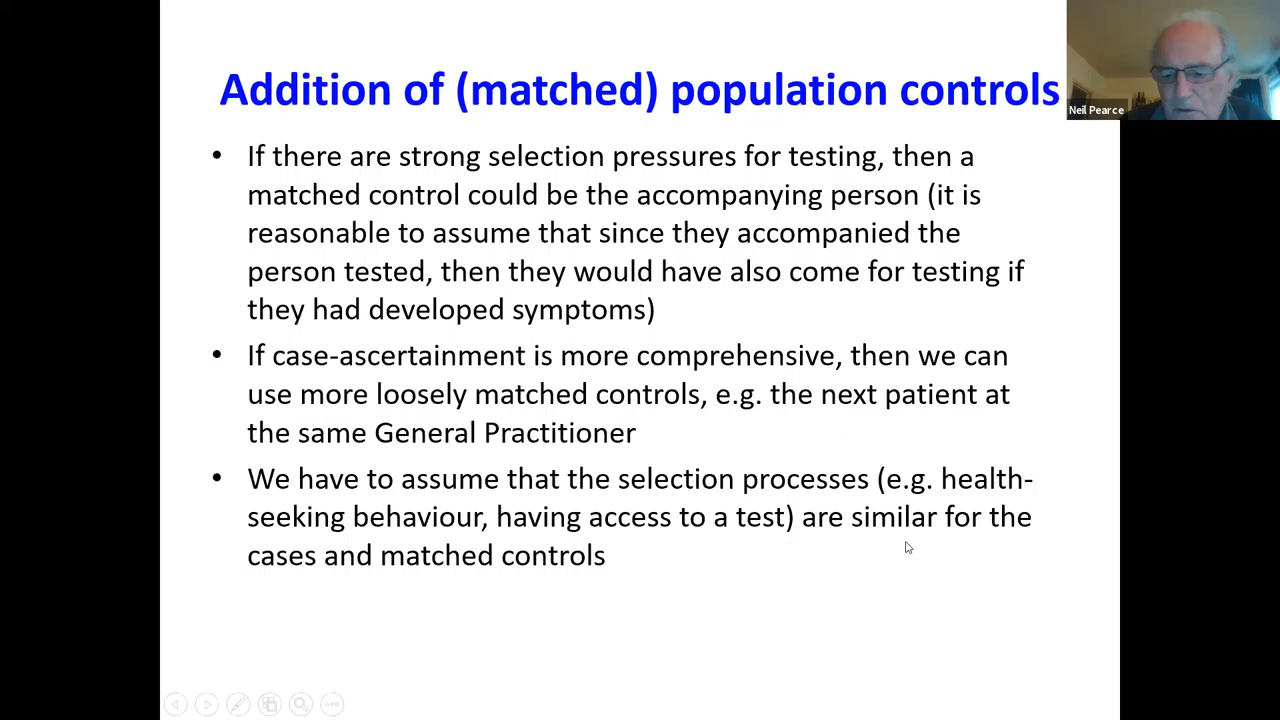 Addition of (matched) population controls
Neil Pearce
• If there are strong selection pressures for testing, then a
matched control could be the accompanying person (it is
reasonable to assume that since they accompanied the
person tested, then they would have also come for testing if
they had developed symptoms)
• If case-ascertainment is more comprehensive, then we can
use more loosely matched controls, e.g. the next patient at
the same General Practitioner
• We have to assume that the selection processes (e.g. health-
seeking behaviour, having access to a test) are similar for the
cases and matched controls